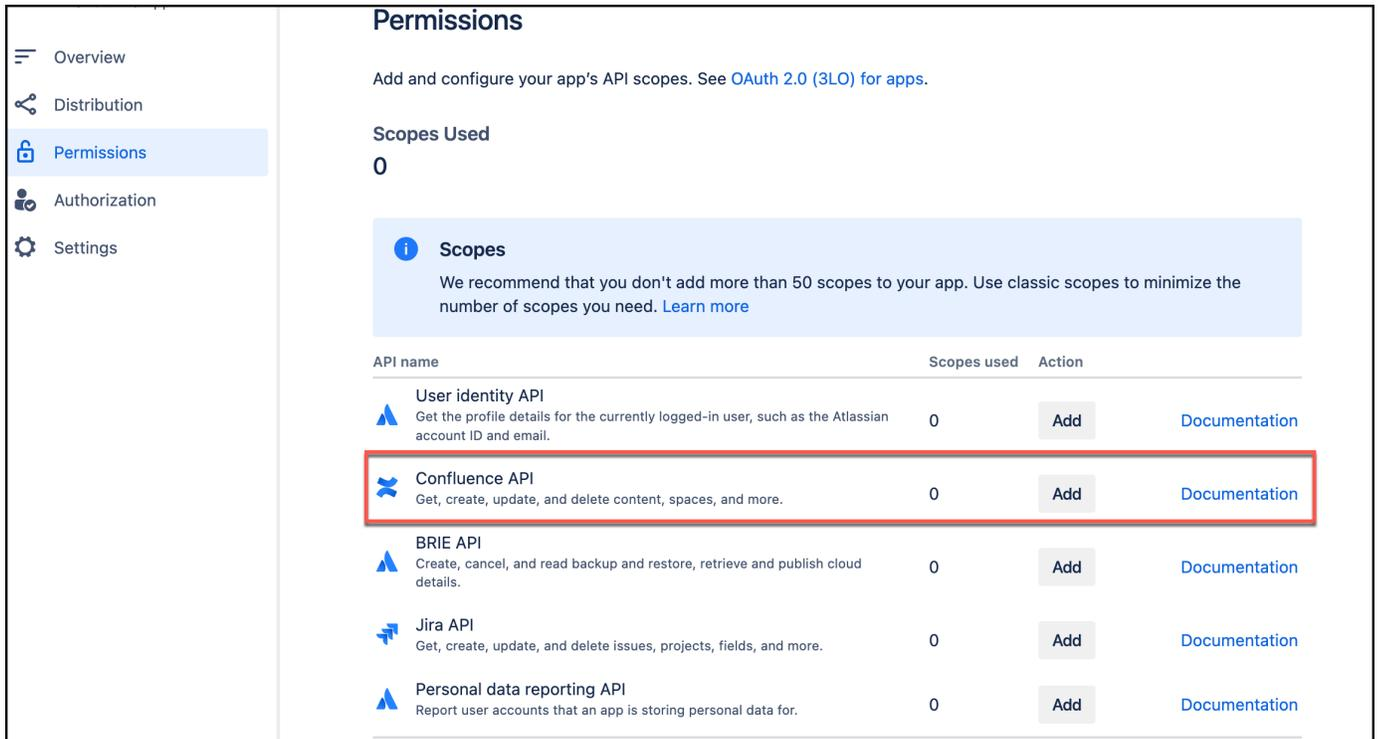 Permissions
Overview
Add and configure your app's API scopes. See OAuth 2.0 (3LO) for apps.
Distribution
Scopes Used
Permissions
0
Authorization
Settings
Scopes
We recommend that you don't add more than 50 scopes to your app. Use classic scopes to minimize the
number of scopes you need. Learn more
API name Scopes used Action
User identity API
Get the profile details for the currently logged-in user, such as the Atlassian
account ID and email.
0 Add Documentation
Confluence API
Get, create, update, and delete content, spaces, and more.
0 Add Documentation
BRIE API
Create, cancel, and read backup and restore, retrieve and publish cloud
details.
0 Add Documentation
Jira API
Get, create, update, and delete issues, projects, fields, and more.
0 Add Documentation
Personal data reporting API
Report user accounts that an app is storing personal data for.
0 Add Documentation